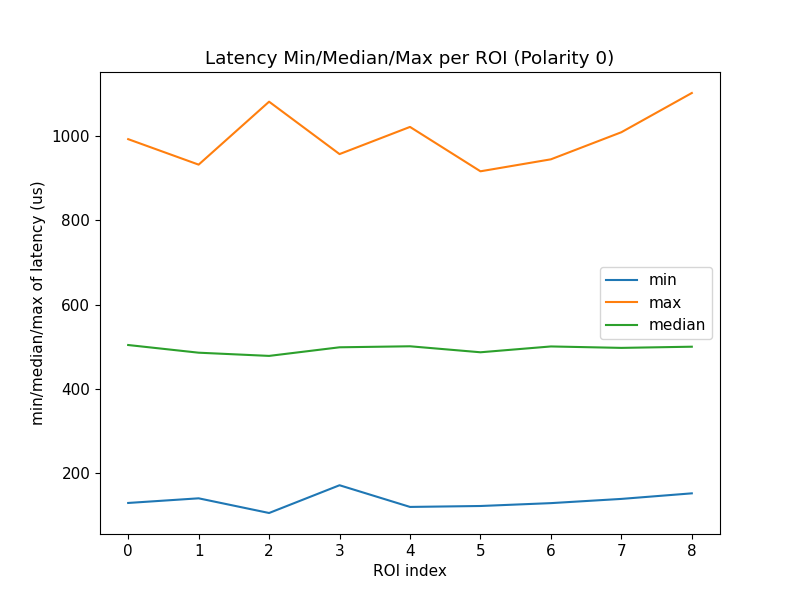 Latency Min/Median/Max per ROI (Polarity 0)
min/median/max of latency (us)
1000
800
600
400
200
min
max
median
0 1 2 3 4 5 6 7 8
ROI index